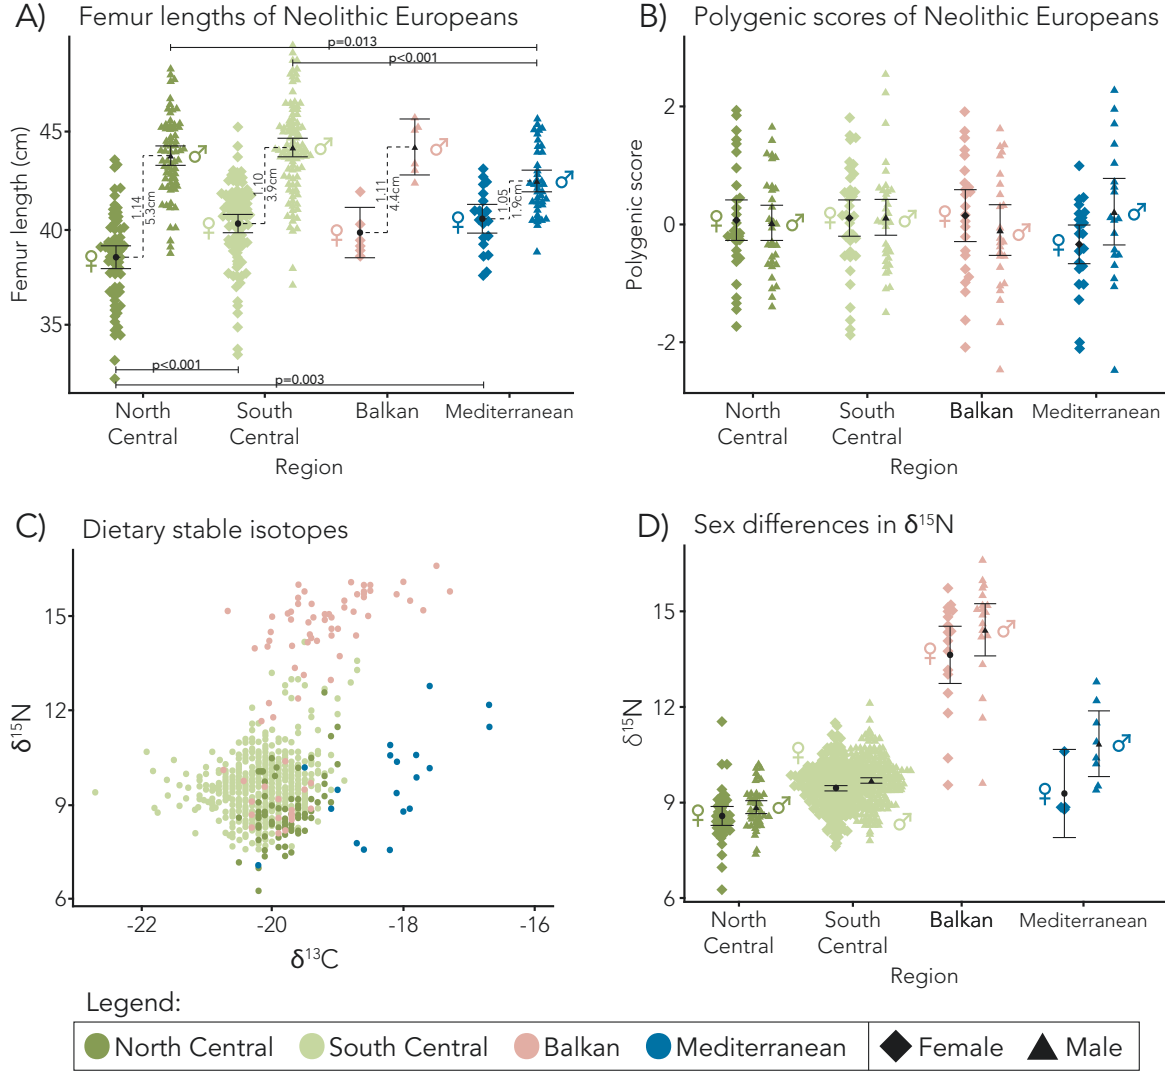 A) Femur lengths of Neolithic Europeans
p=0.013
p<0.001
Femur length (cm)
45
40
35
♀
1.14
5.3cm
♂
♀
1.10
3.9cm
♂
♀
1.11
4.4cm
♂
♀
1.05
1.9cm
♂
p<0.001
p=0.003
North Central
South Central
Balkan
Mediterranean
Region
B) Polygenic scores of Neolithic Europeans
Polygenic score
2
0
-2
♀
♂
♀
♂
♀
♂
♀
♂
North Central
South Central
Balkan
Mediterranean
Region
C) Dietary stable isotopes
δ¹⁵N
15
12
9
6
-22
-20
-18
-16
δ¹³C
D) Sex differences in δ¹⁵N
δ¹⁵N
15
12
9
6
♀
♂
♀
♂
♀
♂
♀
♂
North Central
South Central
Balkan
Mediterranean
Region
Legend:
North Central
South Central
Balkan
Mediterranean
Female
Male